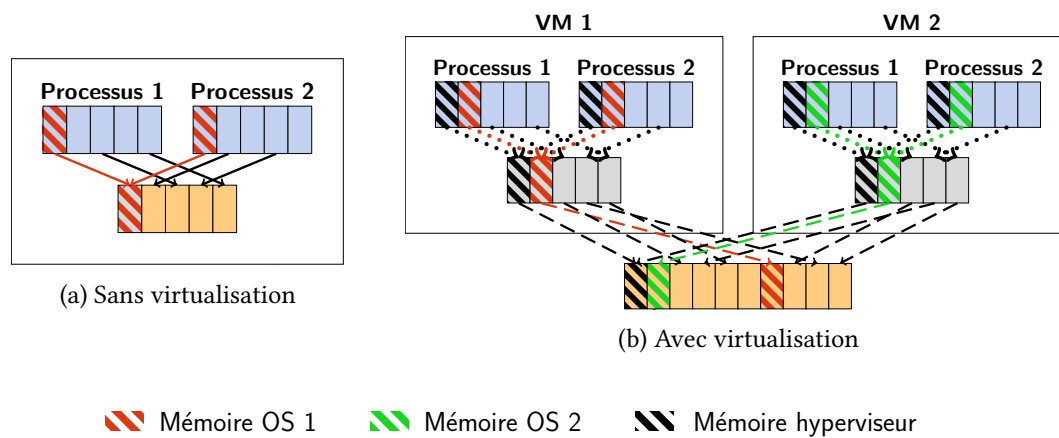 VM 1
VM 2
Processus 1
Processus 2
Processus 1
Processus 2
Processus 1
Processus 2
(a) Sans virtualisation
(b) Avec virtualisation
Mémoire OS 1
Mémoire OS 2
Mémoire hyperviseur